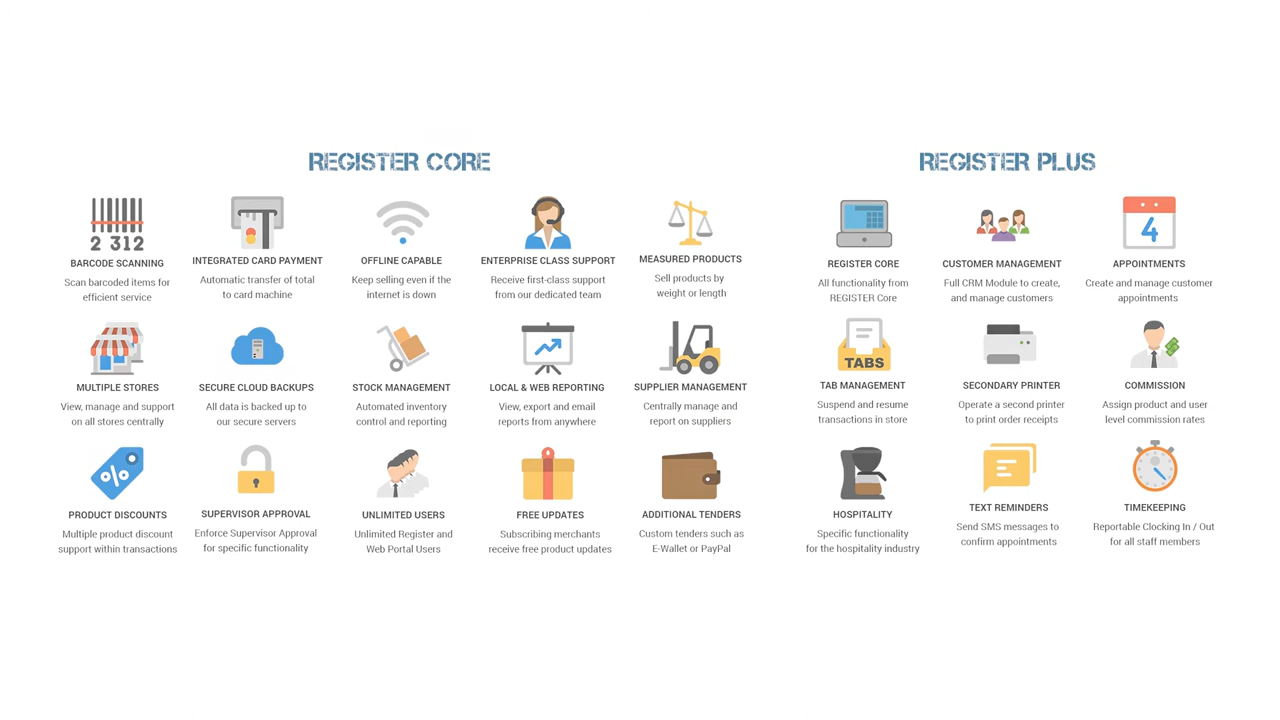 REGISTER CORE
2 312
BARCODE SCANNING
Scan barcoded items for
efficient service
INTEGRATED CARD PAYMENT
Automatic transfer of total
to card machine
OFFLINE CAPABLE
Keep selling even if the
internet is down
ENTERPRISE CLASS SUPPORT
Receive first-class support
from our dedicated team
MEASURED PRODUCTS
Sell products by
weight or length
MULTIPLE STORES
View, manage and support
on all stores centrally
SECURE CLOUD BACKUPS
All data is backed up to
our secure servers
STOCK MANAGEMENT
Automated inventory
control and reporting
LOCAL & WEB REPORTING
View, export and email
reports from anywhere
SUPPLIER MANAGEMENT
Centrally manage and
report on suppliers
%
PRODUCT DISCOUNTS
Multiple product discount
support within transactions
SUPERVISOR APPROVAL
Enforce Supervisor Approval
for specific functionality
UNLIMITED USERS
Unlimited Register and
Web Portal Users
FREE UPDATES
Subscribing merchants
receive free product updates
ADDITIONAL TENDERS
Custom tenders such as
E-Wallet or PayPal
REGISTER PLUS
REGISTER CORE
All functionality from
REGISTER Core
CUSTOMER MANAGEMENT
Full CRM Module to create,
and manage customers
4
APPOINTMENTS
Create and manage customer
appointments
TABS
TAB MANAGEMENT
Suspend and resume
transactions in store
SECONDARY PRINTER
Operate a second printer
to print order receipts
COMMISSION
Assign product and user
level commission rates
HOSPITALITY
Specific functionality
for the hospitality industry
TEXT REMINDERS
Send SMS messages to
confirm appointments
TIMEKEEPING
Reportable Clocking In / Out
for all staff members